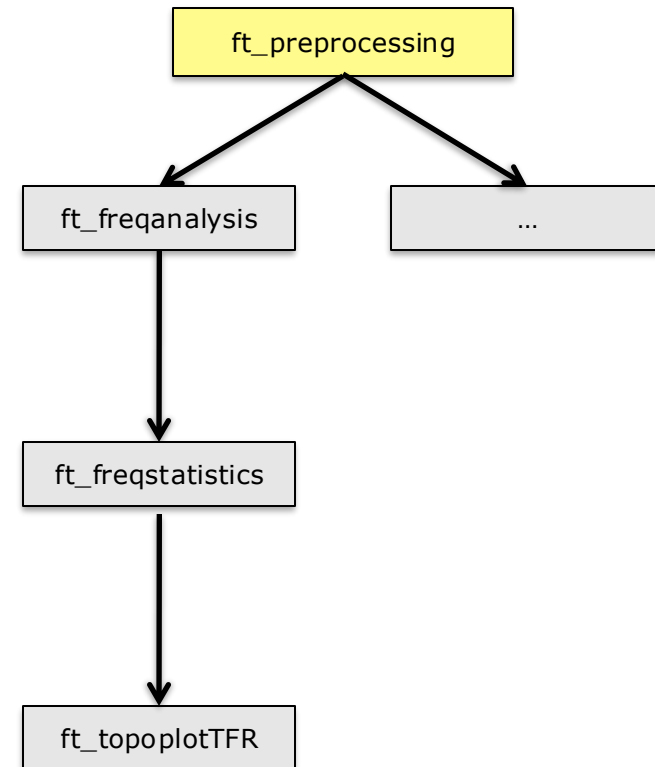 ft_preprocessing
ft_freqanalysis
...
ft_freqstatistics
ft_topoplotTFR